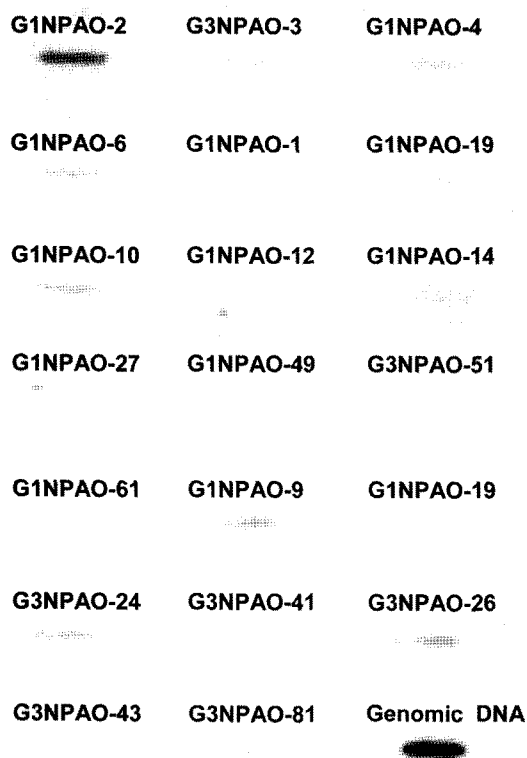 G1NPAO-2 G3NPAO-3 G1NPAO-4
G1NPAO-6 G1NPAO-1 G1NPAO-19
G1NPAO-10 G1NPAO-12 G1NPAO-14
G1NPAO-27 G1NPAO-49 G3NPAO-51
G1NPAO-61 G1NPAO-9 G1NPAO-19
G3NPAO-24 G3NPAO-41 G3NPAO-26
G3NPAO-43 G3NPAO-81 Genomic DNA